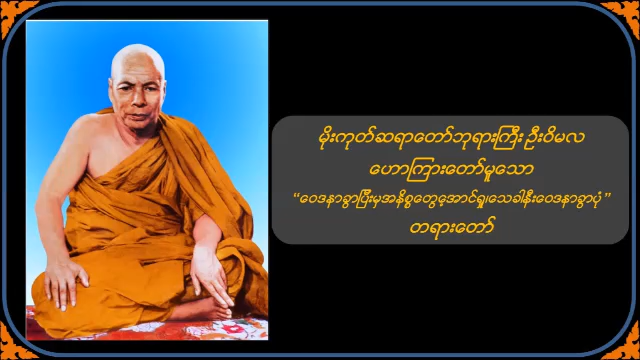 မိုးကုတ်ဆရာတော်ဘုရားကြီး ဦးဝိမလ
ဟောကြားတော်မူသော
“ဝေဒနာခွာပြီးမှအနိစ္စတွေ့အောင်ရှု၊သေခါနီးဝေဒနာခွာပုံ”
တရားတော်